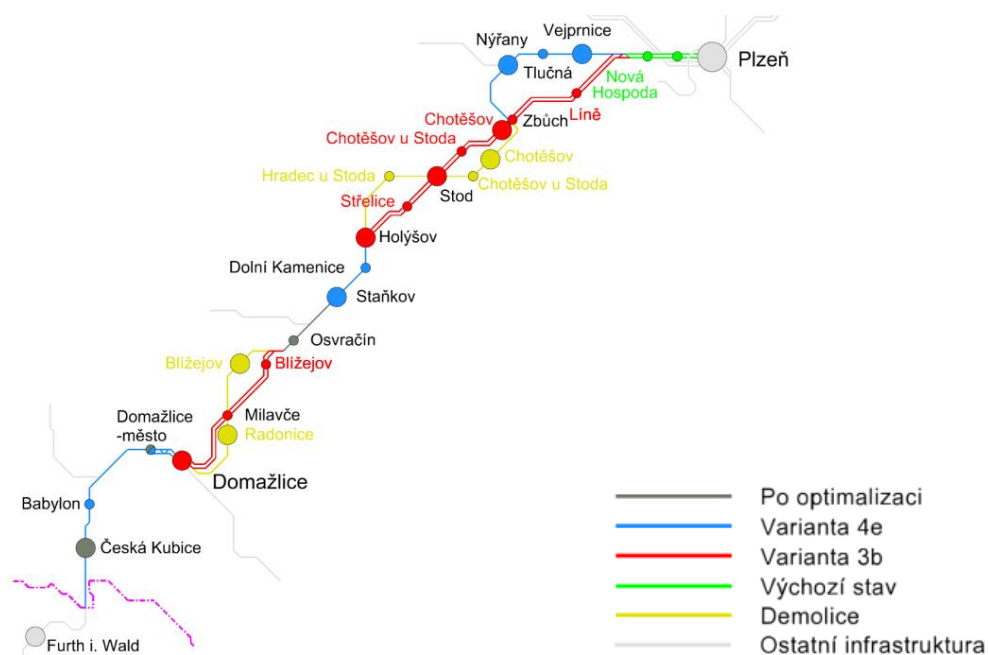 Vejprnice
Nýřany
Plzeň
Tlučná
Nová
Hospoda
Líně
Chotěšov
Zbůch
Chotěšov u Stoda
Chotěšov
Hradec u Stoda
Chotěšov u Stoda
Stod
Střelice
Holýšov
Dolní Kamenice
Staňkov
Osvračín
Blížejov
Blížejov
Domažlice
-město
Milavče
Radonice
Domažlice
Babylon
Česká Kubice
Furth i. Wald
Po optimalizaci
Varianta 4e
Varianta 3b
Výchozí stav
Demolice
Ostatní infrastruktura